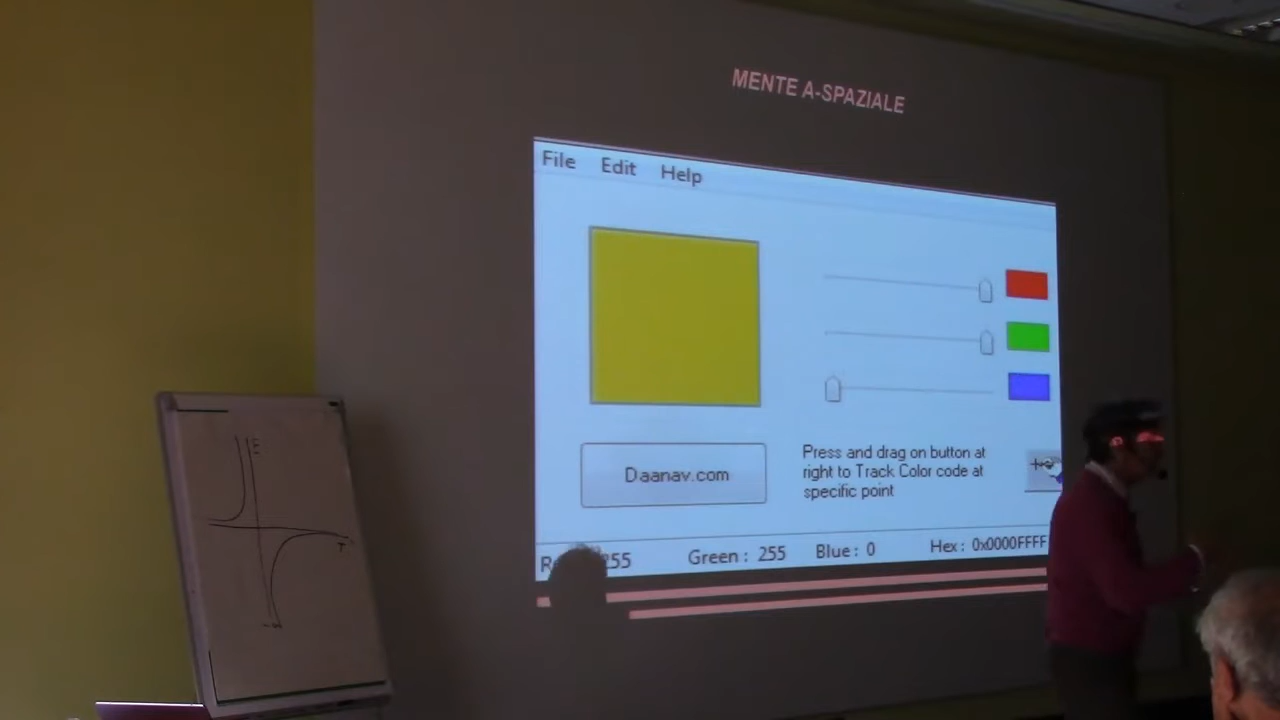 MENTE A-SPAZIALE
File Edit Help
Daanav.com
Press and drag on button at
right to Track Color code at
specific point
255 Green : 255 Blue : 0 Hex : 0x0000FFFF
E
T